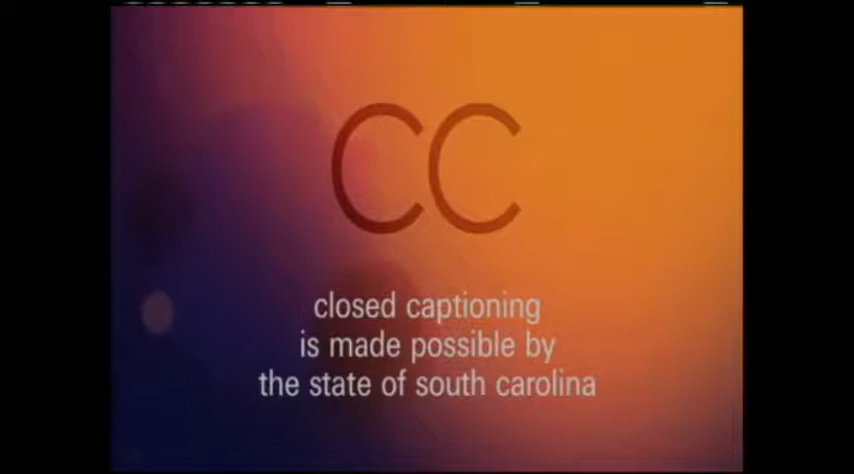 CC
closed captioning
is made possible by
the state of south carolina